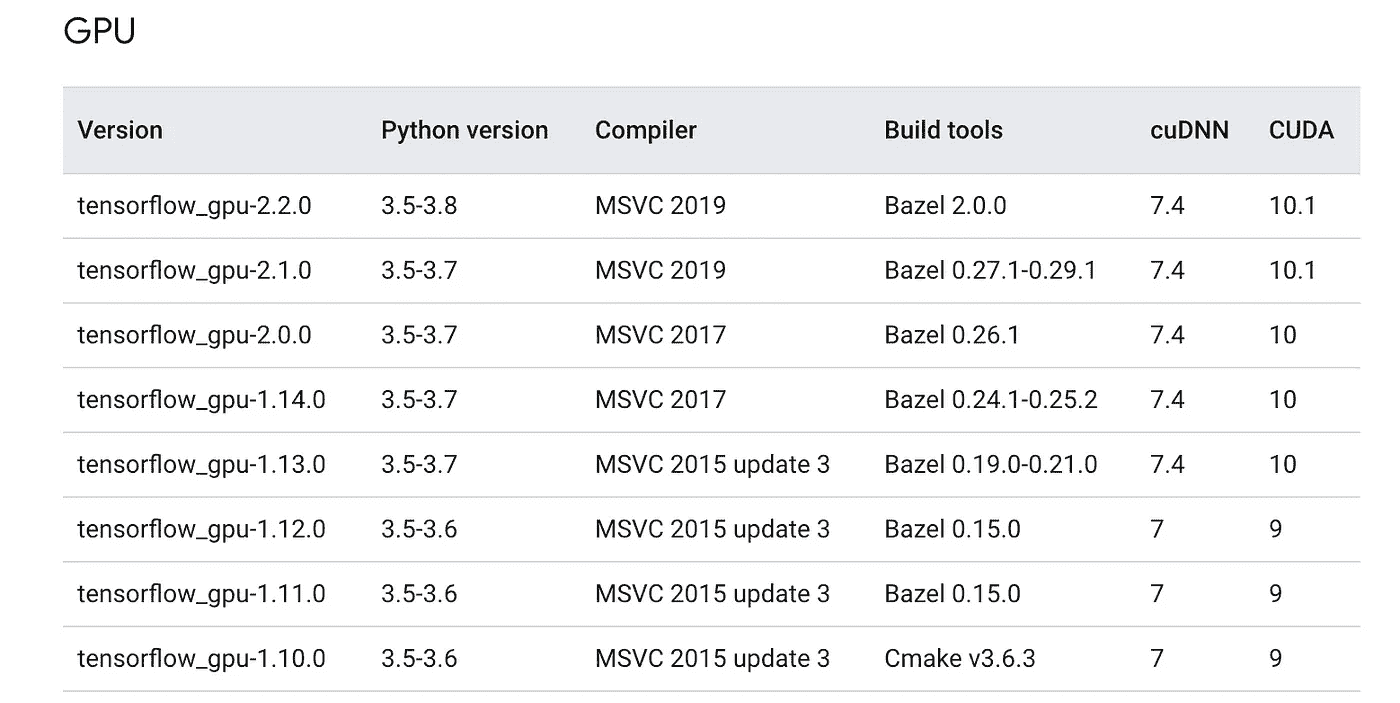 GPU
Version Python version Compiler Build tools cuDNN CUDA
tensorflow_gpu-2.2.0 3.5-3.8 MSVC 2019 Bazel 2.0.0 7.4 10.1
tensorflow_gpu-2.1.0 3.5-3.7 MSVC 2019 Bazel 0.27.1-0.29.1 7.4 10.1
tensorflow_gpu-2.0.0 3.5-3.7 MSVC 2017 Bazel 0.26.1 7.4 10
tensorflow_gpu-1.14.0 3.5-3.7 MSVC 2017 Bazel 0.24.1-0.25.2 7.4 10
tensorflow_gpu-1.13.0 3.5-3.7 MSVC 2015 update 3 Bazel 0.19.0-0.21.0 7.4 10
tensorflow_gpu-1.12.0 3.5-3.6 MSVC 2015 update 3 Bazel 0.15.0 7 9
tensorflow_gpu-1.11.0 3.5-3.6 MSVC 2015 update 3 Bazel 0.15.0 7 9
tensorflow_gpu-1.10.0 3.5-3.6 MSVC 2015 update 3 Cmake v3.6.3 7 9